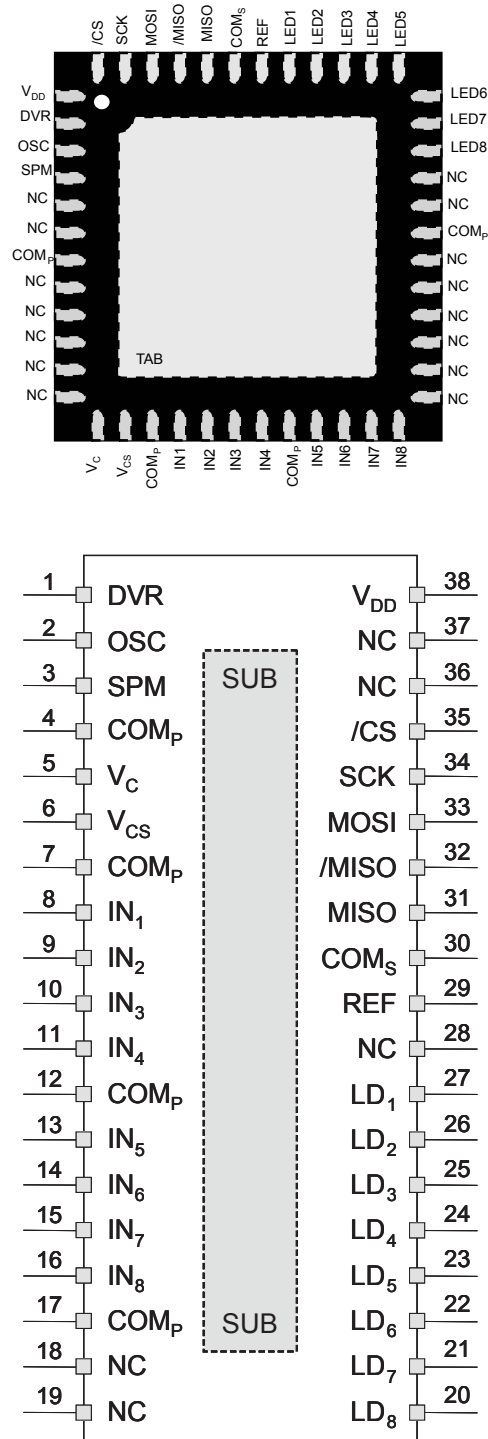 /CS SCK MOSI /MISO MISO COMS REF LED1 LED2 LED3 LED4 LED5
VDD LED6
DVR LED7
OSC LED8
SPM NC
NC NC
NC COMP
COMP NC
NC NC
NC NC
NC NC
NC NC
NC NC
TAB
VC VCS COMP IN1 IN2 IN3 IN4 COMP IN5 IN6 IN7 IN8
1 DVR VDD 38
2 OSC NC 37
3 SPM SUB NC 36
4 COMP /CS 35
5 VC SCK 34
6 VCS MOSI 33
7 COMP /MISO 32
8 IN1 MISO 31
9 IN2 COMS 30
10 IN3 REF 29
11 IN4 NC 28
12 COMP LD1 27
13 IN5 LD2 26
14 IN6 LD3 25
15 IN7 LD4 24
16 IN8 LD5 23
17 COMP SUB LD6 22
18 NC LD7 21
19 NC LD8 20